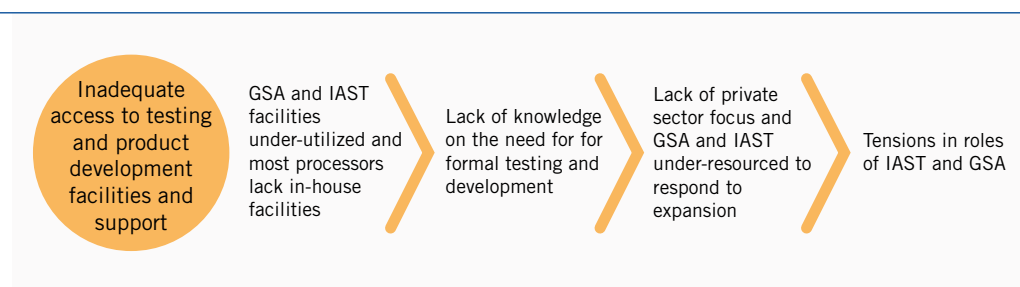 Inadequate
access to testing
and product
development
facilities and
support
GSA and IAST
facilities
under-utilized and
most processors
lack in-house
facilities
Lack of knowledge
on the need for for
formal testing and
development
Lack of private
sector focus and
GSA and IAST
under-resourced to
respond to
expansion
Tensions in roles
of IAST and GSA